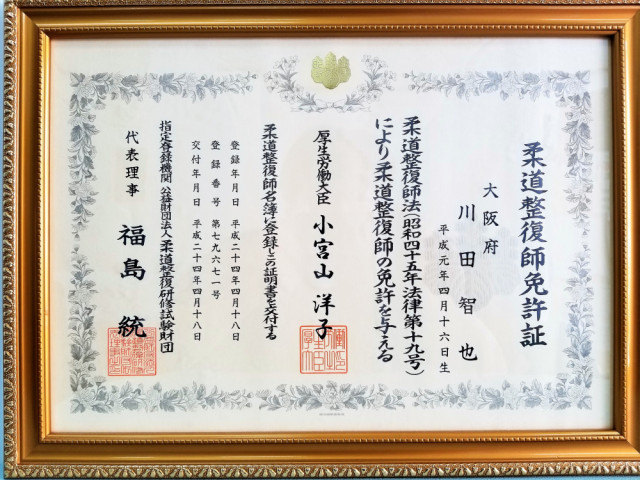 柔道整復師免許証
大阪府
川田智也
平成元年四月十六日生
柔道整復師法(昭和四十五年法律第十九号)
により柔道整復師の免許を与える
厚生労働大臣 小宮山洋子
柔道整復師名簿に登録しこの証明書を交付する
登録年月日 平成二十四年四月十八日
登録番号 第七九六七一号
交付年月日 平成二十四年四月十八日
指定登録機関 公益財団法人柔道整復研修試験財団
代表理事 福島統